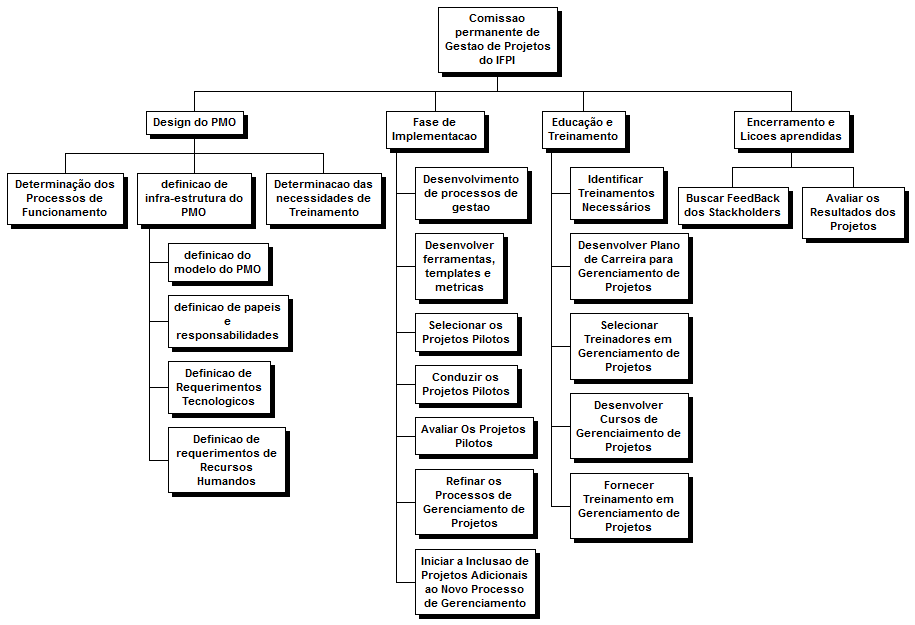 Comissao
permanente de
Gestao de Projetos
do IFPI
Design do PMO
Fase de
Implementacao
Educação e
Treinamento
Encerramento e
Licoes aprendidas
Determinação dos
Processos de
Funcionamento
definicao de
infra-estrutura do
PMO
Determinacao das
necessidades de
Treinamento
definicao do
modelo do PMO
definicao de papeis
e
responsabilidades
Definicao de
Requerimentos
Tecnologicos
Definicao de
requerimentos de
Recursos
Humandos
Desenvolvimento
de processos de
gestao
Desenvolver
ferramentas,
templates e
metricas
Selecionar os
Projetos Pilotos
Conduzir os
Projetos Pilotos
Avaliar Os Projetos
Pilotos
Refinar os
Processos de
Gerenciamento de
Projetos
Iniciar a Inclusao de
Projetos Adicionais
ao Novo Processo
de Gerenciamento
Identificar
Treinamentos
Necessários
Desenvolver Plano
de Carreira para
Gerenciamento de
Projetos
Selecionar
Treinadores em
Gerenciamento de
Projetos
Desenvolver
Cursos de
Gerenciaimento de
Projetos
Fornecer
Treinamento em
Gerenciamento de
Projetos
Buscar FeedBack
dos Stackholders
Avaliar os
Resultados dos
Projetos